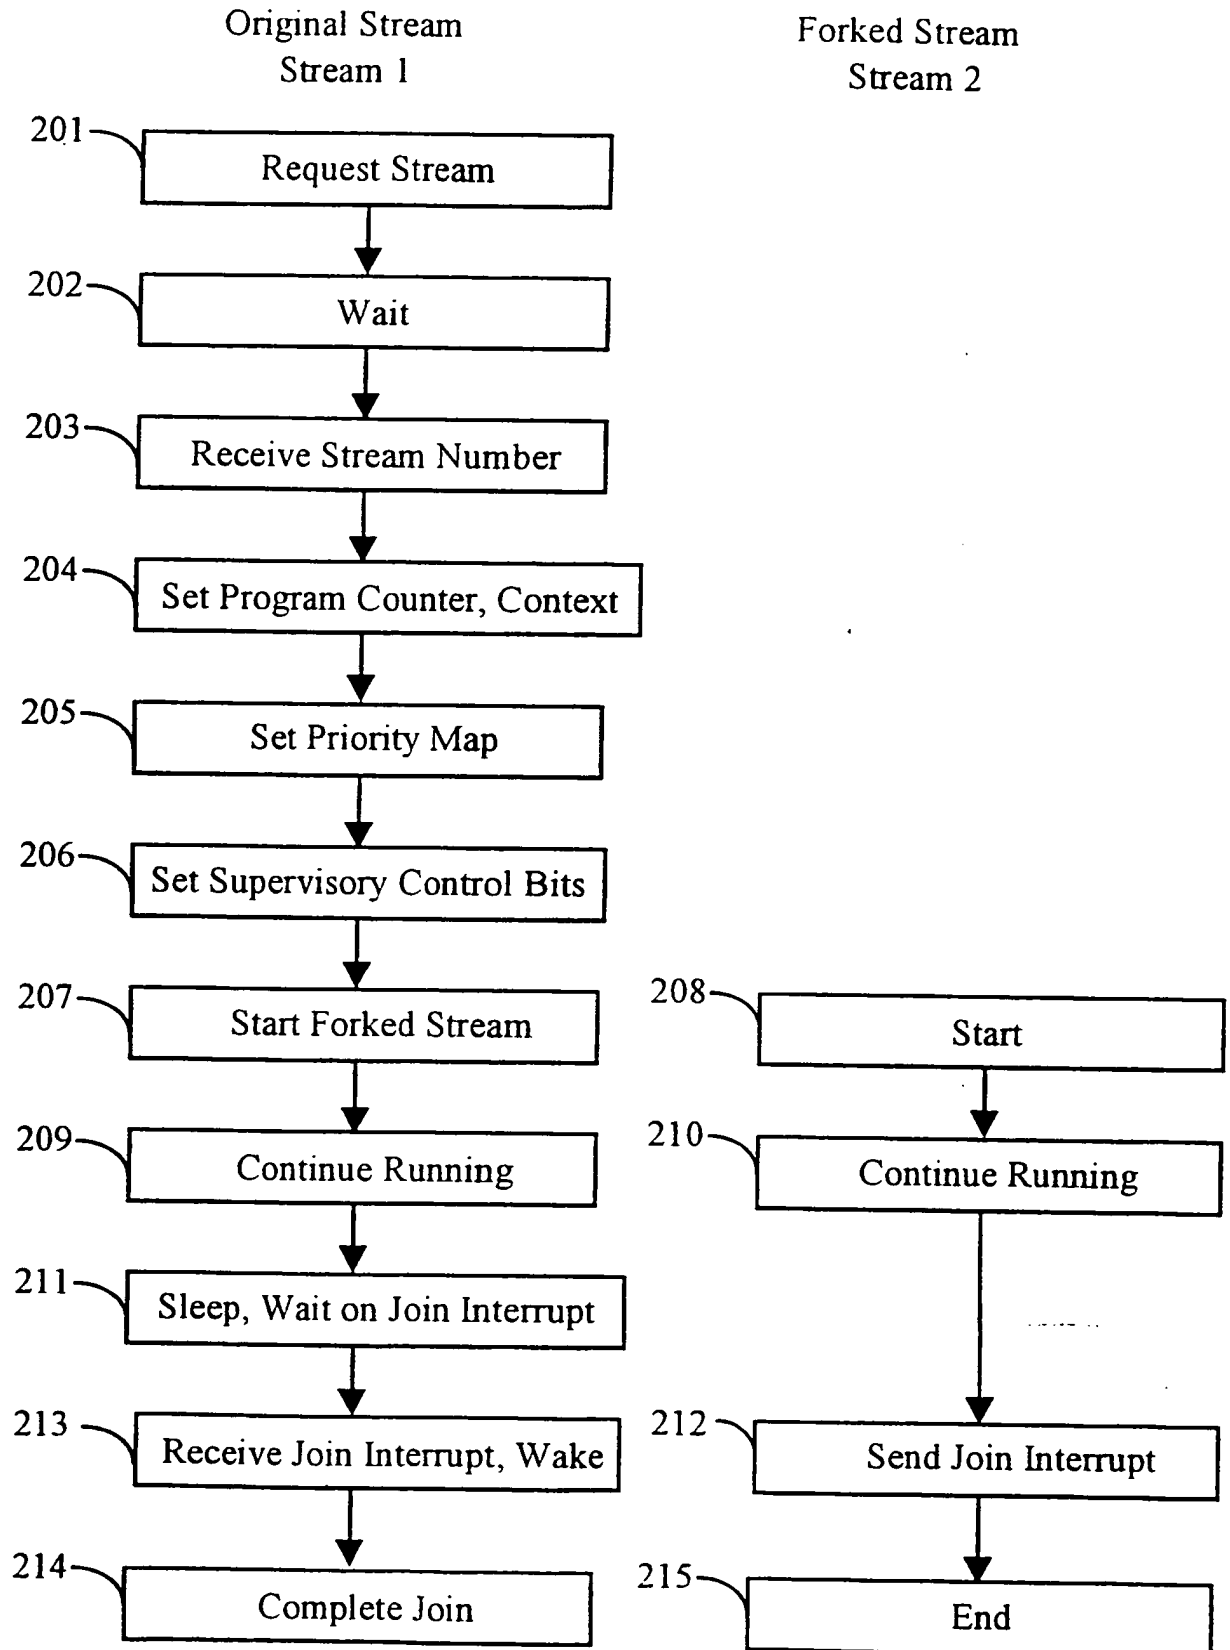 Original Stream
Stream 1
Forked Stream
Stream 2
201
Request Stream
202
Wait
203
Receive Stream Number
204
Set Program Counter, Context
205
Set Priority Map
206
Set Supervisory Control Bits
207
Start Forked Stream
208
Start
209
Continue Running
210
Continue Running
211
Sleep, Wait on Join Interrupt
212
Send Join Interrupt
213
Receive Join Interrupt, Wake
214
Complete Join
215
End